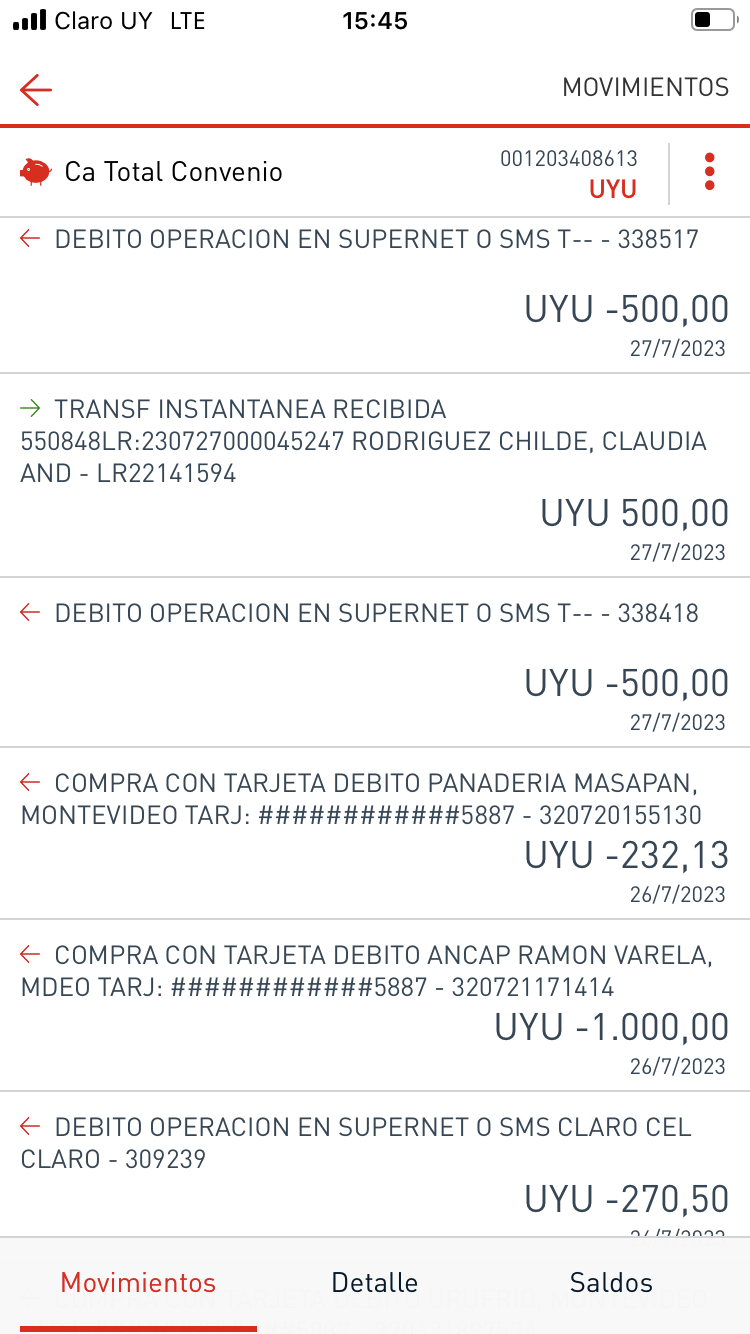 Claro UY LTE 15:45
MOVIMIENTOS
Ca Total Convenio
001203408613
UYU
DEBITO OPERACION EN SUPERNET O SMS T-- - 338517
UYU -500,00
27/7/2023
TRANSF INSTANTANEA RECIBIDA
550848LR:230727000045247 RODRIGUEZ CHILDE, CLAUDIA
AND - LR22141594
UYU 500,00
27/7/2023
DEBITO OPERACION EN SUPERNET O SMS T-- - 338418
UYU -500,00
27/7/2023
COMPRA CON TARJETA DEBITO PANADERIA MASAPAN,
MONTEVIDEO TARJ: ############5887 - 320720155130
UYU -232,13
26/7/2023
COMPRA CON TARJETA DEBITO ANCAP RAMON VARELA,
MDEO TARJ: ############5887 - 320721171414
UYU -1.000,00
26/7/2023
DEBITO OPERACION EN SUPERNET O SMS CLARO CEL
CLARO - 309239
UYU -270,50
Movimientos Detalle Saldos